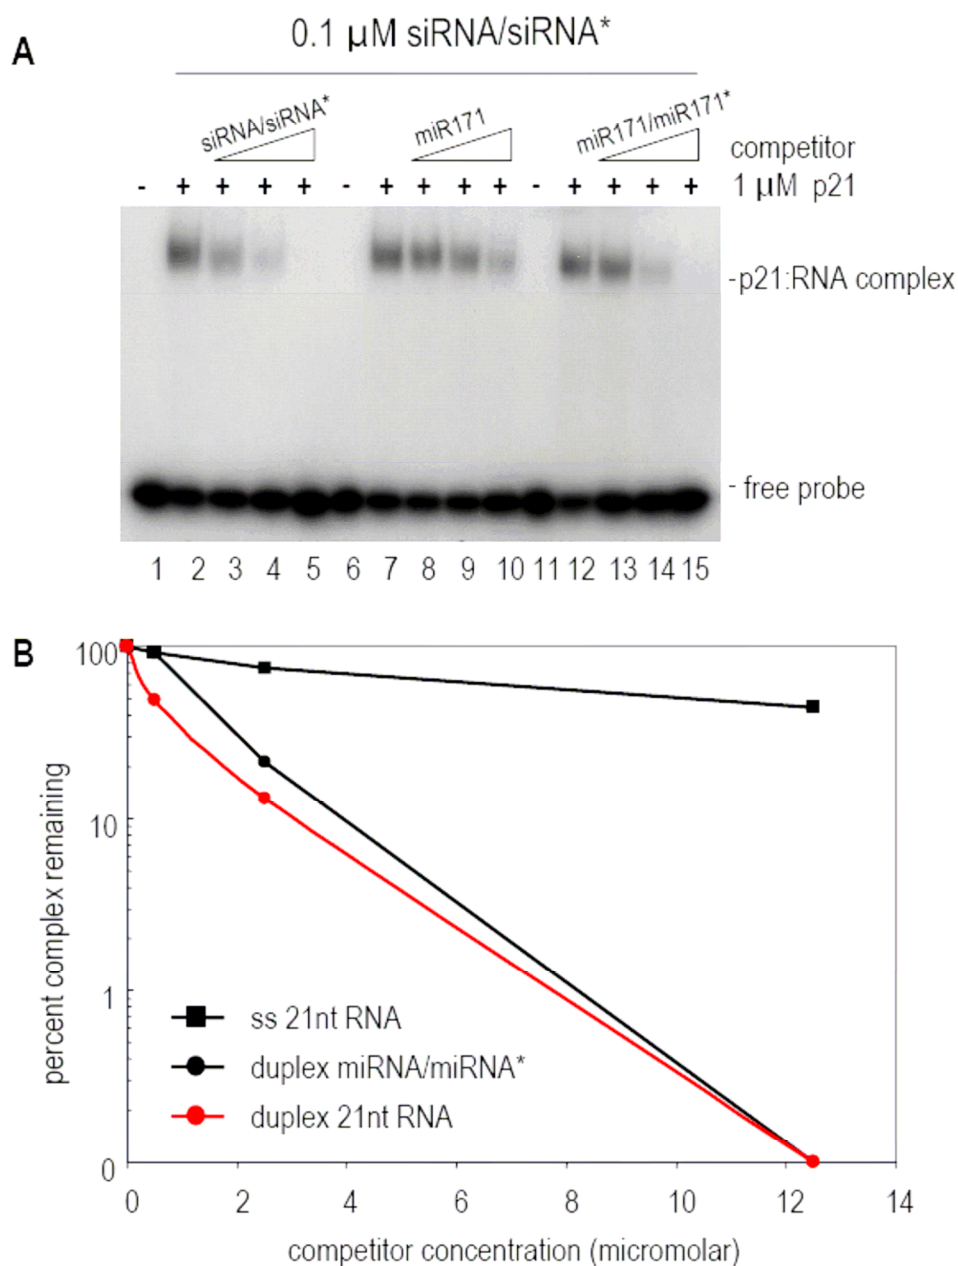 A
0.1 µM siRNA/siRNA*
siRNA/siRNA*
miR171
miR171/miR171*
competitor
- + + + + - + + + + - + + + + 1 µM p21
-p21:RNA complex
- free probe
1 2 3 4 5 6 7 8 9 10 11 12 13 14 15
B
percent complex remaining
100
10
1
0
ss 21nt RNA
duplex miRNA/miRNA*
duplex 21nt RNA
0 2 4 6 8 10 12 14
competitor concentration (micromolar)